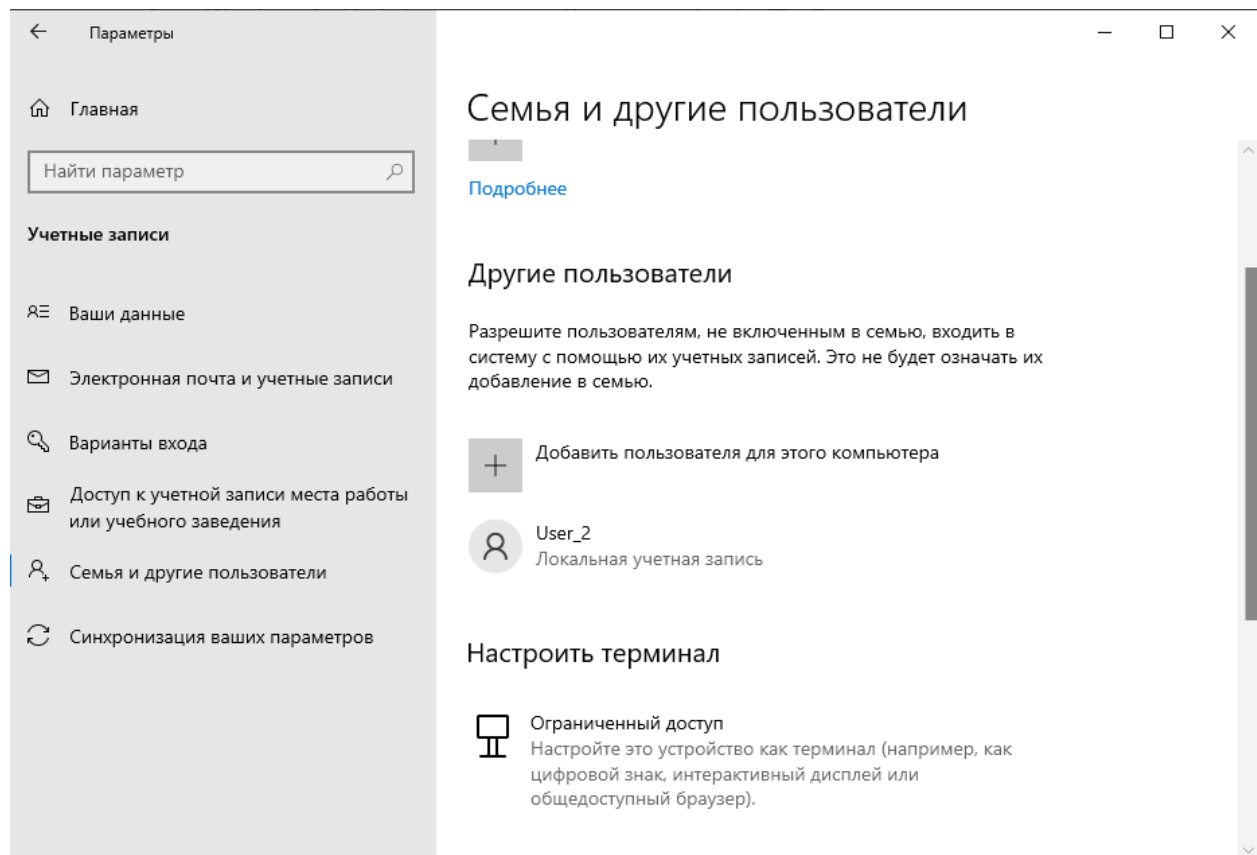 Параметры
Главная
Найти параметр
Учетные записи
Ваши данные
Электронная почта и учетные записи
Варианты входа
Доступ к учетной записи места работы
или учебного заведения
Семья и другие пользователи
Синхронизация ваших параметров
Семья и другие пользователи
Подробнее
Другие пользователи
Разрешите пользователям, не включенным в семью, входить в
систему с помощью их учетных записей. Это не будет означать их
добавление в семью.
Добавить пользователя для этого компьютера
User_2
Локальная учетная запись
Настроить терминал
Ограниченный доступ
Настройте это устройство как терминал (например, как
цифровой знак, интерактивный дисплей или
общедоступный браузер).